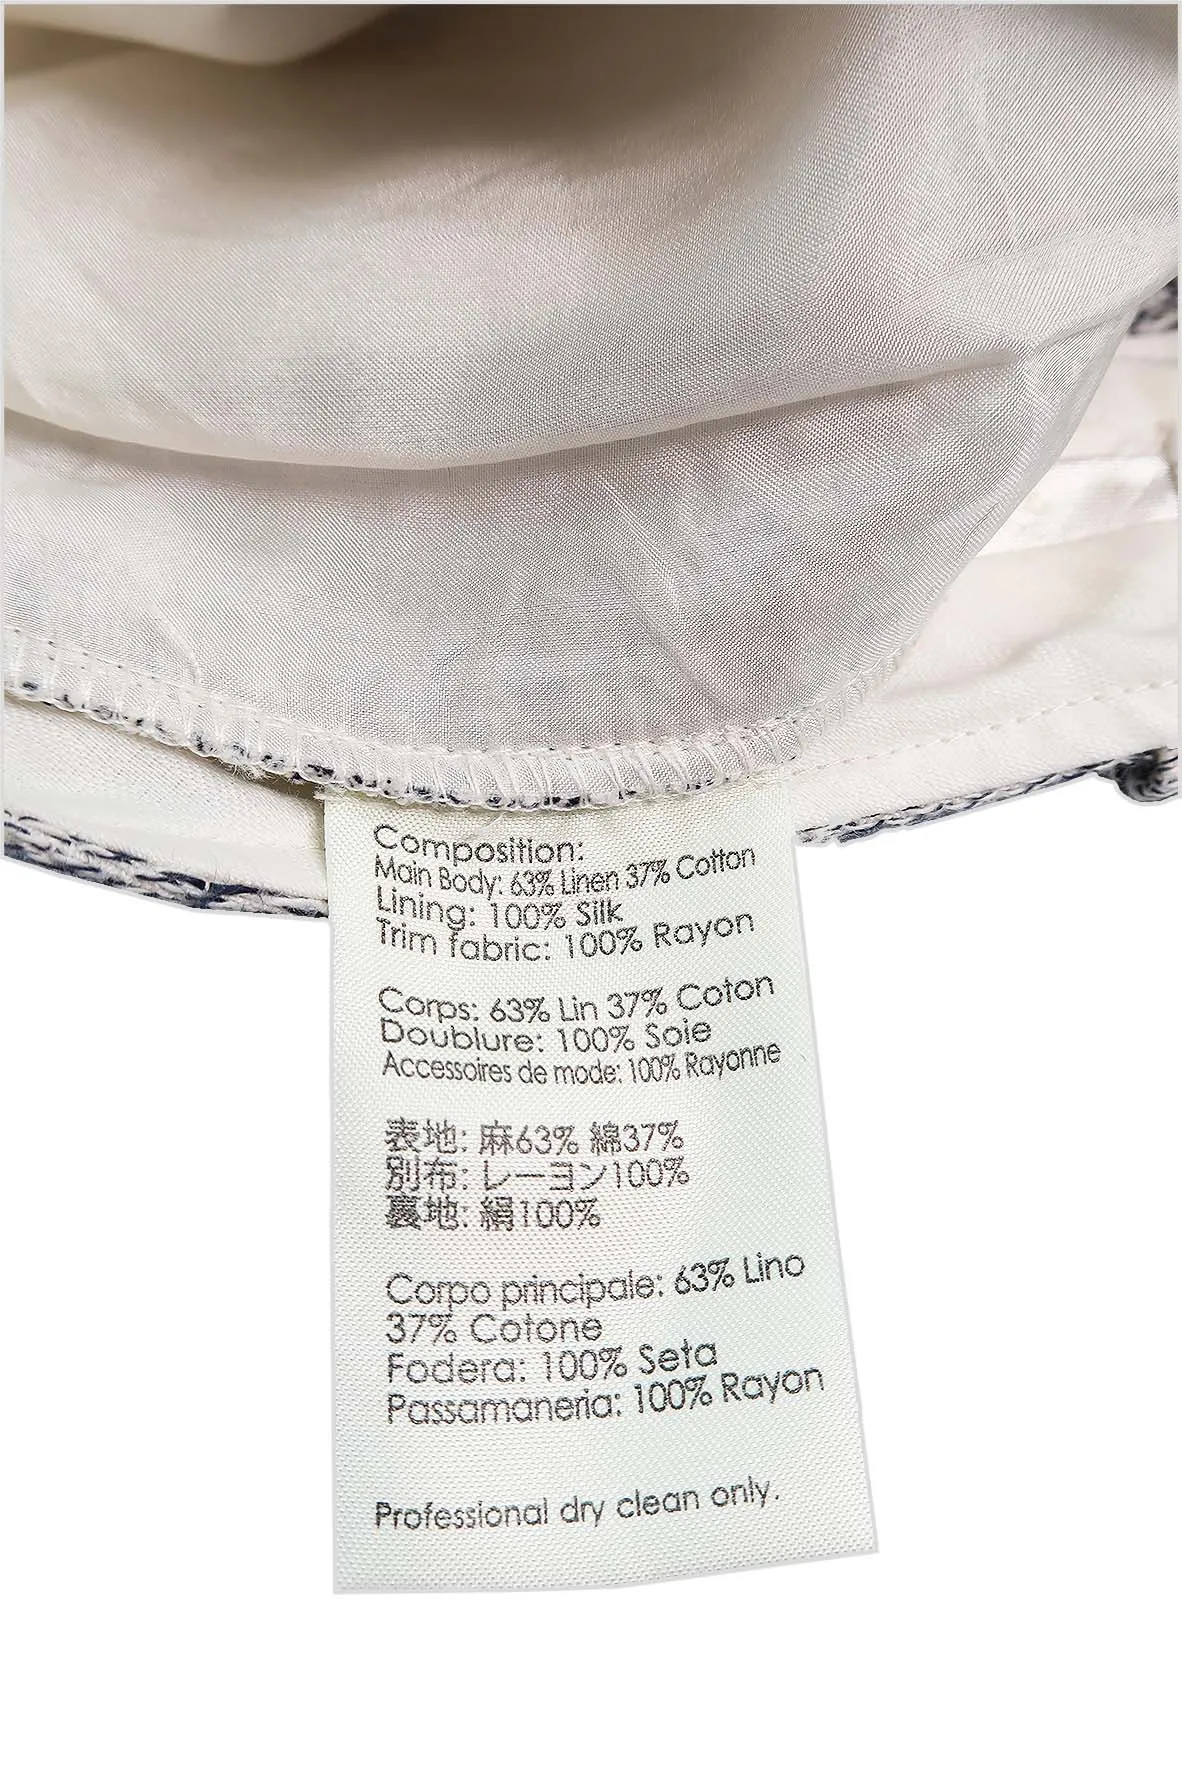 Composition:
Main Body: 63% Linen 37% Cotton
Lining: 100% Silk
Trim fabric: 100% Rayon
Corps: 63% Lin 37% Coton
Doublure: 100% Soie
Accessoires de mode: 100% Rayonne
表地: 麻63% 綿37%
別布: レーヨン100%
裏地: 絹100%
Corpo principale: 63% Lino
37% Cotone
Fodera: 100% Seta
Passamaneria: 100% Rayon
Professional dry clean only.